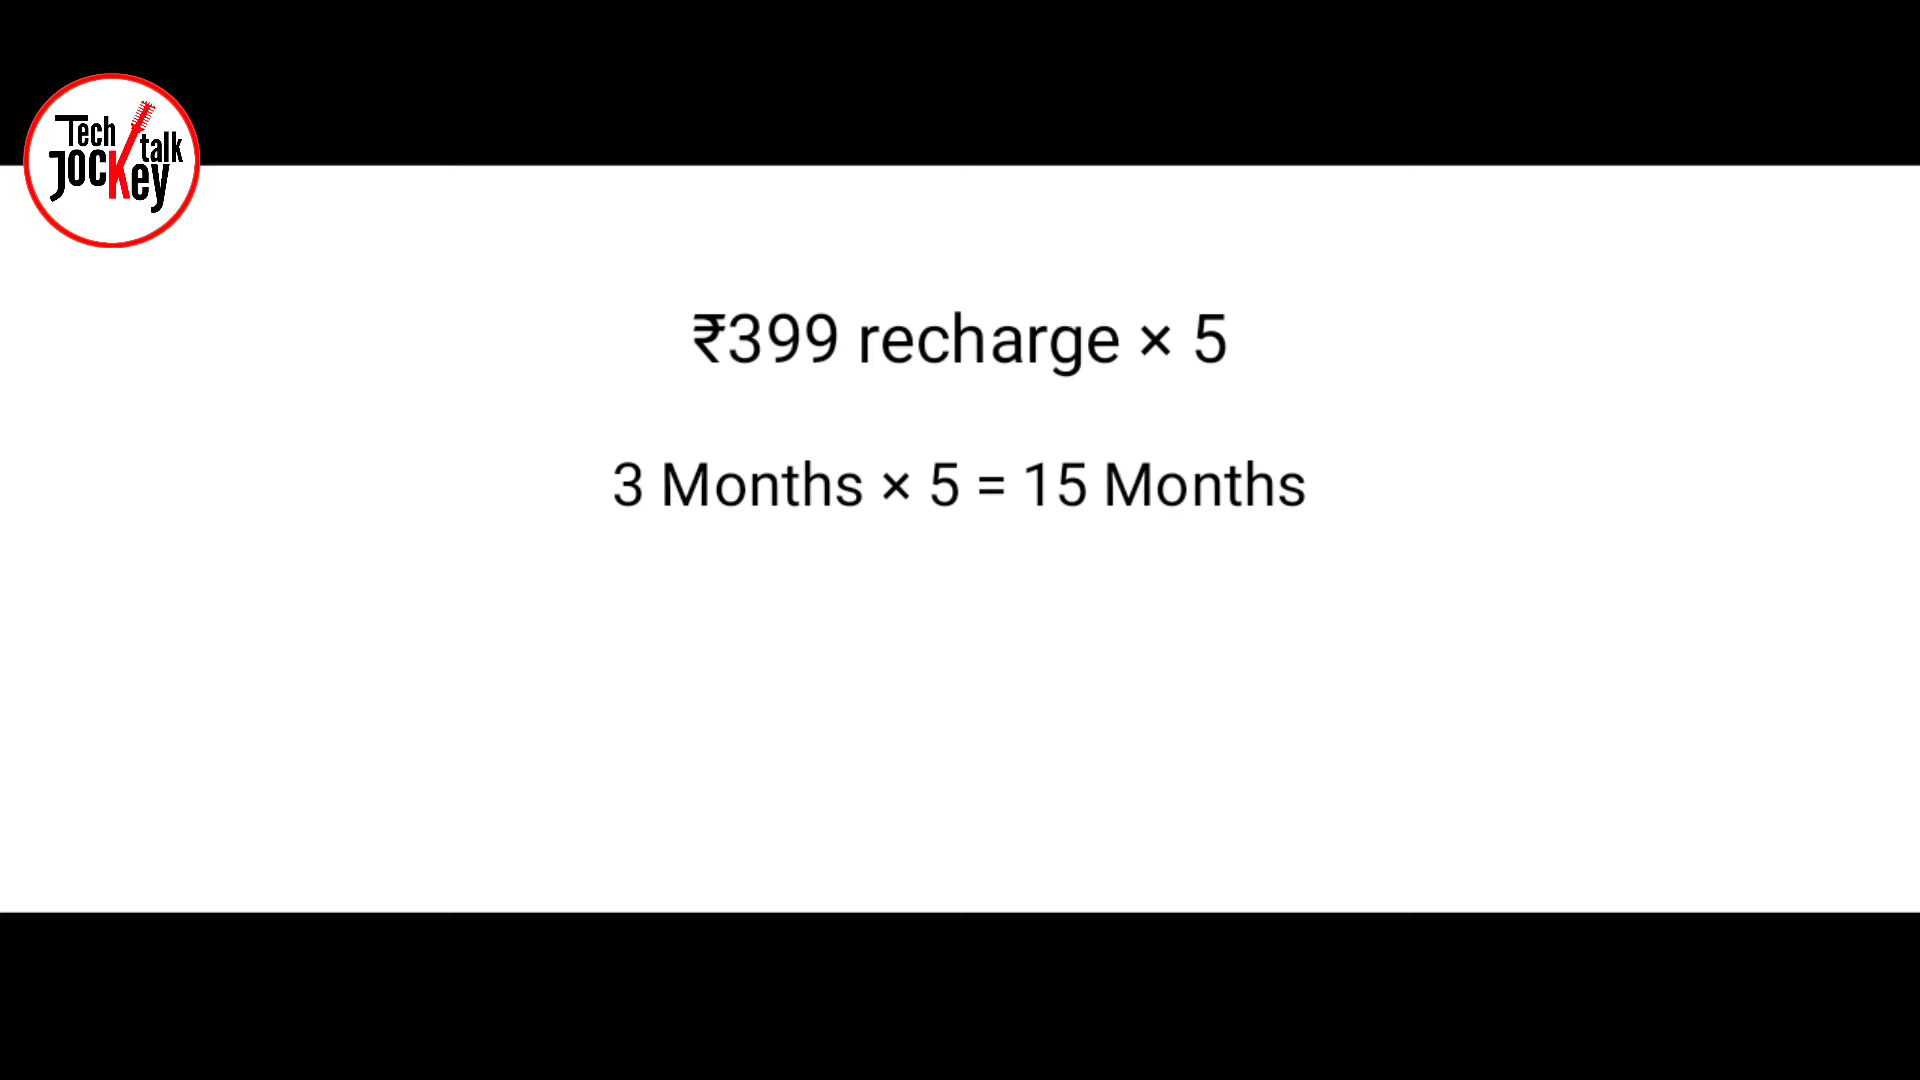 Tech talk
JOCKey
₹399 recharge × 5
3 Months × 5 = 15 Months